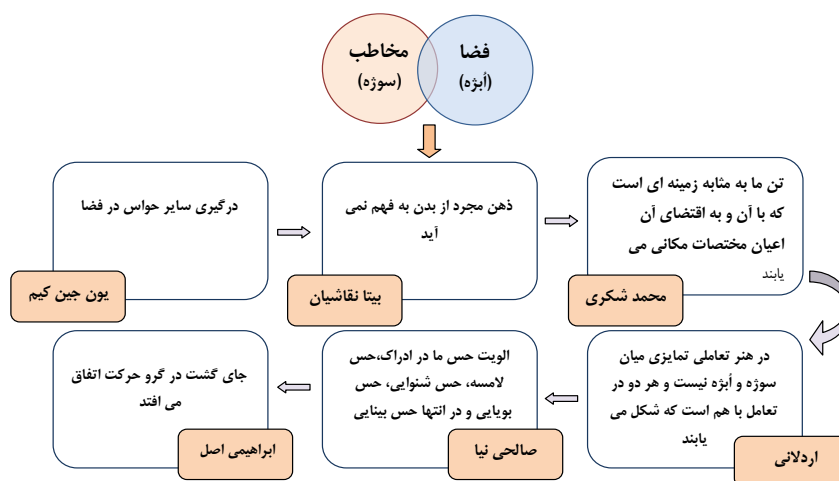 فضا
(اُبژه)
مخاطب
(سوژه)
درگیری سایر حواس در فضا
یون جین کیم
ذهن مجرد از بدن به فهم نمی
آید
بیتا نقاشیان
تن ما به مثابه زمینه ای است
که با آن و به اقتضای آن
اعیان مختصات مکانی می
یابند
محمد شکری
در هنر تعاملی تمایزی میان
سوژه و اُبژه نیست و هر دو در
تعامل با هم است که شکل می
یابند
اردلانی
الویت حس ما در ادراک،حس
لامسه، حس شنوایی، حس
بویایی و در انتها حس بینایی
صالحی نیا
جای گشت در گرو حرکت اتفاق
می افتد
ابراهیمی اصل